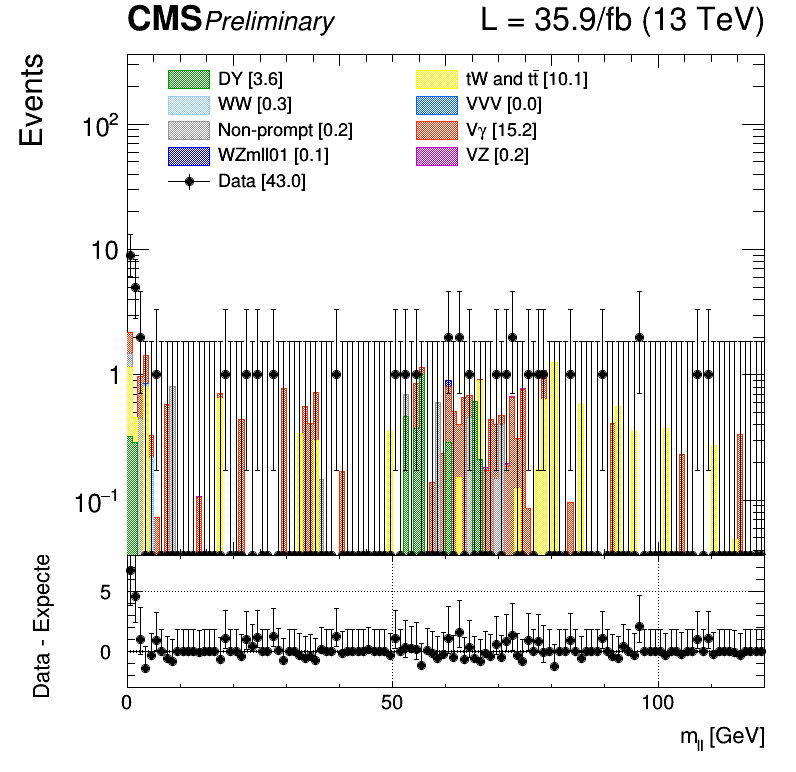 CMS Preliminary L = 35.9/fb (13 TeV)
Events
DY [3.6]
WW [0.3]
Non-prompt [0.2]
WZmll01 [0.1]
Data [43.0]
tW and tt̄ [10.1]
VVV [0.0]
Vγ [15.2]
VZ [0.2]
10²
10
1
10⁻¹
Data - Expecte
5
0
0 50 100
m_ll [GeV]